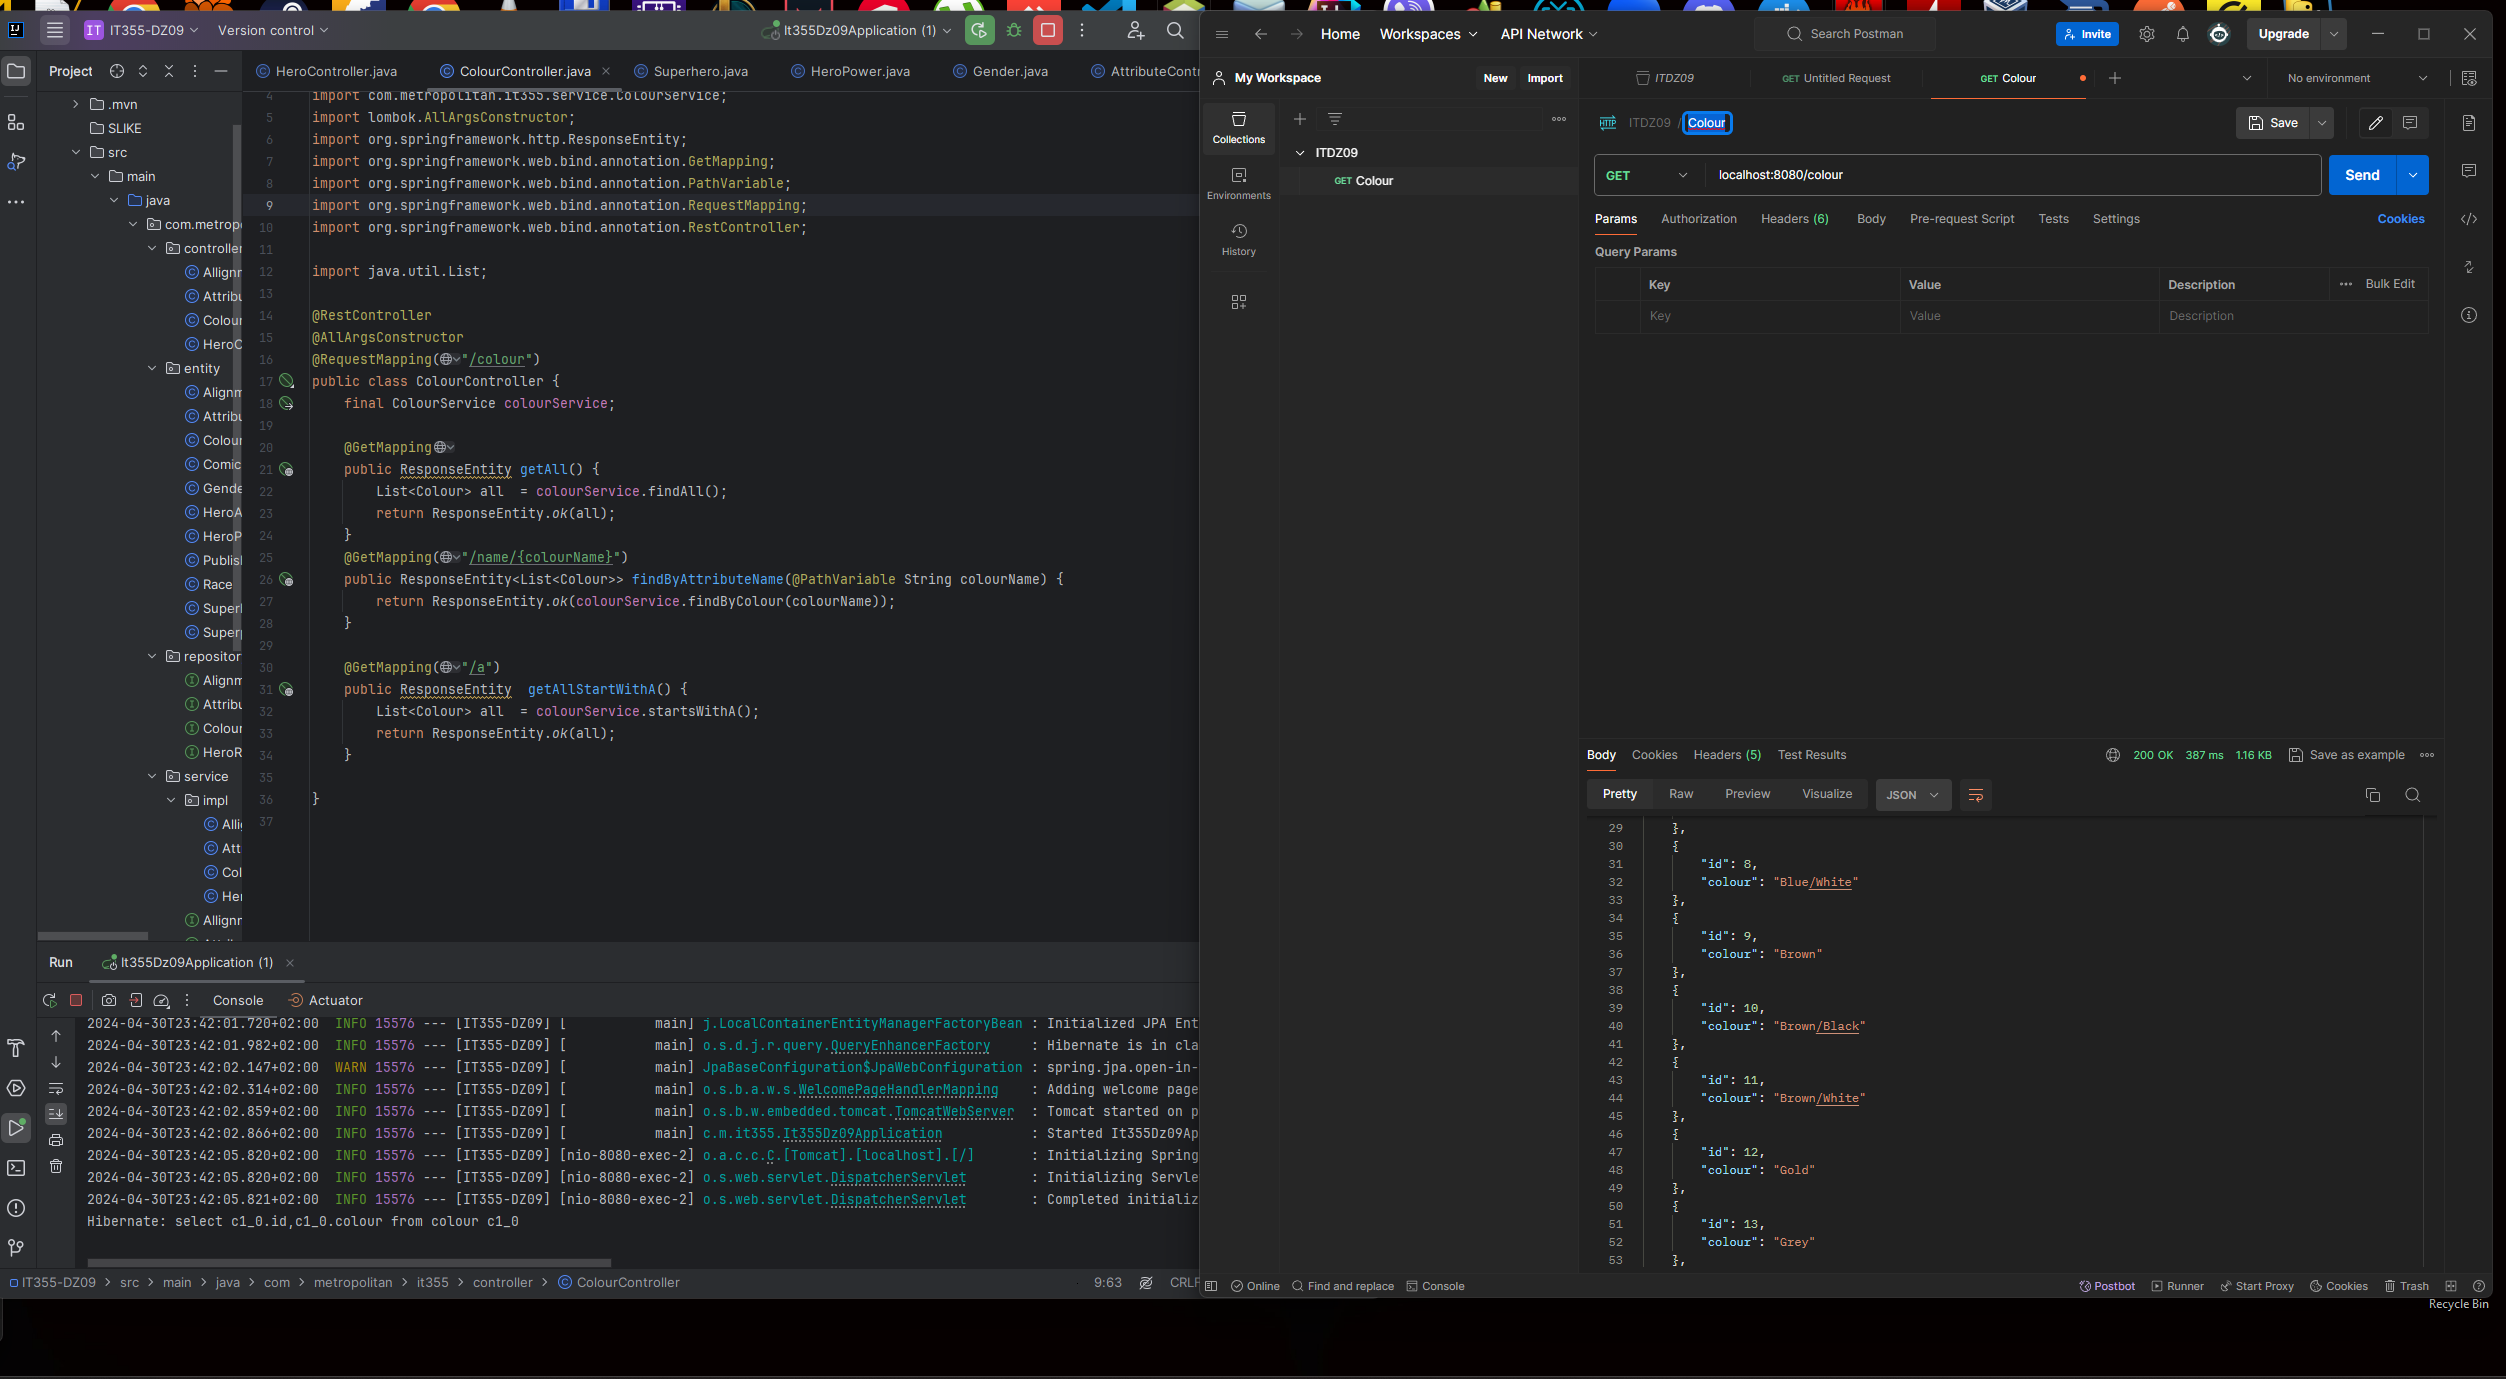 IT IT355-DZ09
Version control
It355Dz09Application (1)
Project
HeroController.java
ColourController.java
Superhero.java
HeroPower.java
Gender.java
AttributeContr
.mvn
SLIKE
src
main
java
com.metrop
controller
Allignr
Attribu
Colour
HeroC
entity
Alignm
Attribu
Colour
Comic
Gende
HeroA
HeroP
Publis
Race
Superl
Superp
repositor
Alignm
Attribu
Colour
HeroR
service
impl
Alli
Att
Col
Her
Allignr
4 import com.metropolitan.it355.service.ColourService;
5 import lombok.AllArgsConstructor;
6 import org.springframework.http.ResponseEntity;
7 import org.springframework.web.bind.annotation.GetMapping;
8 import org.springframework.web.bind.annotation.PathVariable;
9 import org.springframework.web.bind.annotation.RequestMapping;
10 import org.springframework.web.bind.annotation.RestController;
11
12 import java.util.List;
13
14 @RestController
15 @AllArgsConstructor
16 @RequestMapping("/colour")
17 public class ColourController {
18 final ColourService colourService;
19
20 @GetMapping
21 public ResponseEntity getAll() {
22 List<Colour> all  = colourService.findAll();
23 return ResponseEntity.ok(all);
24 }
25 @GetMapping("/name/{colourName}")
26 public ResponseEntity<List<Colour>> findByAttributeName(@PathVariable String colourName) {
27 return ResponseEntity.ok(colourService.findByColour(colourName));
28 }
29
30 @GetMapping("/a")
31 public ResponseEntity  getAllStartWithA() {
32 List<Colour> all  = colourService.startsWithA();
33 return ResponseEntity.ok(all);
34 }
35
36 }
37
Run
It355Dz09Application (1)
Console
Actuator
2024-04-30T23:42:01.720+02:00  INFO 15576 --- [IT355-DZ09] [           main] j.LocalContainerEntityManagerFactoryBean : Initialized JPA Ent
2024-04-30T23:42:01.982+02:00  INFO 15576 --- [IT355-DZ09] [           main] o.s.d.j.r.query.QueryEnhancerFactory     : Hibernate is in cla
2024-04-30T23:42:02.147+02:00  WARN 15576 --- [IT355-DZ09] [           main] JpaBaseConfiguration$JpaWebConfiguration : spring.jpa.open-in-
2024-04-30T23:42:02.314+02:00  INFO 15576 --- [IT355-DZ09] [           main] o.s.b.a.w.s.WelcomePageHandlerMapping    : Adding welcome page
2024-04-30T23:42:02.859+02:00  INFO 15576 --- [IT355-DZ09] [           main] o.s.b.w.embedded.tomcat.TomcatWebServer  : Tomcat started on p
2024-04-30T23:42:02.866+02:00  INFO 15576 --- [IT355-DZ09] [           main] c.m.it355.It355Dz09Application           : Started It355Dz09Ap
2024-04-30T23:42:05.820+02:00  INFO 15576 --- [IT355-DZ09] [nio-8080-exec-2] o.a.c.c.C.[Tomcat].[localhost].[/]       : Initializing Spring
2024-04-30T23:42:05.820+02:00  INFO 15576 --- [IT355-DZ09] [nio-8080-exec-2] o.s.web.servlet.DispatcherServlet        : Initializing Servle
2024-04-30T23:42:05.821+02:00  INFO 15576 --- [IT355-DZ09] [nio-8080-exec-2] o.s.web.servlet.DispatcherServlet        : Completed initializ
Hibernate: select c1_0.id,c1_0.colour from colour c1_0
IT355-DZ09 > src > main > java > com > metropolitan > it355 > controller > ColourController
9:63
CRLF
Home
Workspaces
API Network
Search Postman
Invite
Upgrade
My Workspace
New
Import
ITDZ09
GET Untitled Request
GET Colour
No environment
Collections
Environments
History
ITDZ09
GET Colour
HTTP ITDZ09 / Colour
Save
GET
localhost:8080/colour
Send
Params
Authorization
Headers (6)
Body
Pre-request Script
Tests
Settings
Cookies
Query Params
Key
Value
Description
Bulk Edit
Key
Value
Description
Body
Cookies
Headers (5)
Test Results
200 OK
387 ms
1.16 KB
Save as example
Pretty
Raw
Preview
Visualize
JSON
29 },
30 {
31 "id": 8,
32 "colour": "Blue/White"
33 },
34 {
35 "id": 9,
36 "colour": "Brown"
37 },
38 {
39 "id": 10,
40 "colour": "Brown/Black"
41 },
42 {
43 "id": 11,
44 "colour": "Brown/White"
45 },
46 {
47 "id": 12,
48 "colour": "Gold"
49 },
50 {
51 "id": 13,
52 "colour": "Grey"
53 },
Online
Find and replace
Console
Postbot
Runner
Start Proxy
Cookies
Trash
Recycle Bin